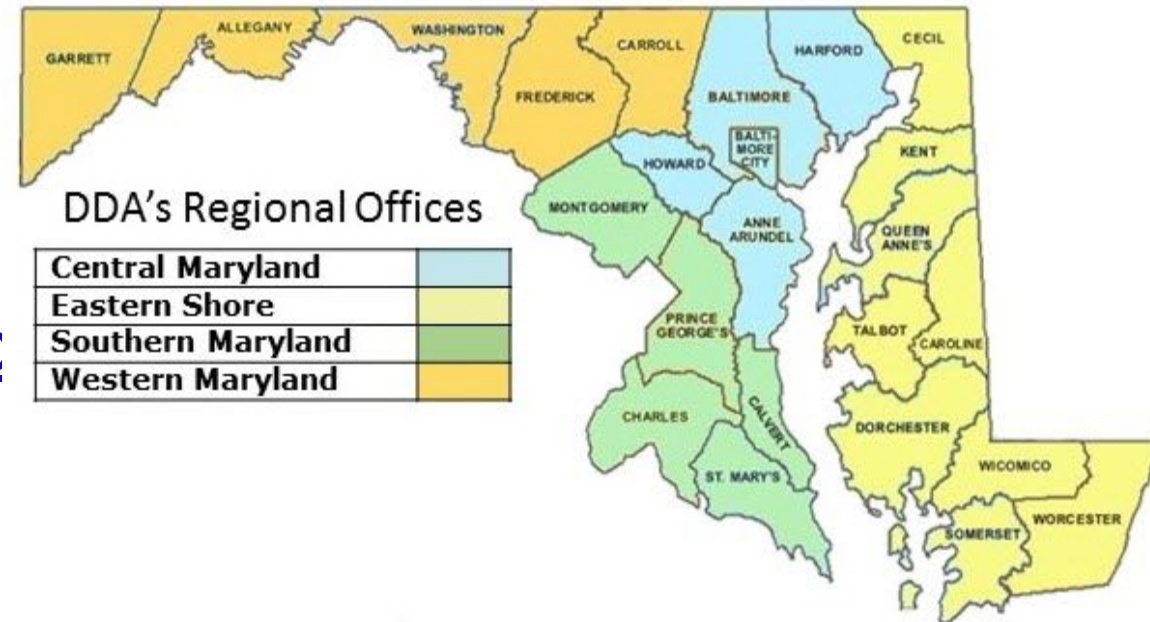 GARRETT
ALLEGANY
WASHINGTON
FREDERICK
CARROLL
BALTIMORE
HARFORD
CECIL
BALTI-
MORE
CITY
HOWARD
KENT
MONTGOMERY
ANNE
ARUNDEL
QUEEN
ANNE'S
DDA's Regional Offices
Central Maryland
Eastern Shore
Southern Maryland
Western Maryland
PRINCE
GEORGE'S
TALBOT
CAROLINE
CHARLES
CALVERT
DORCHESTER
ST. MARY'S
WICOMICO
SOMERSET
WORCESTER